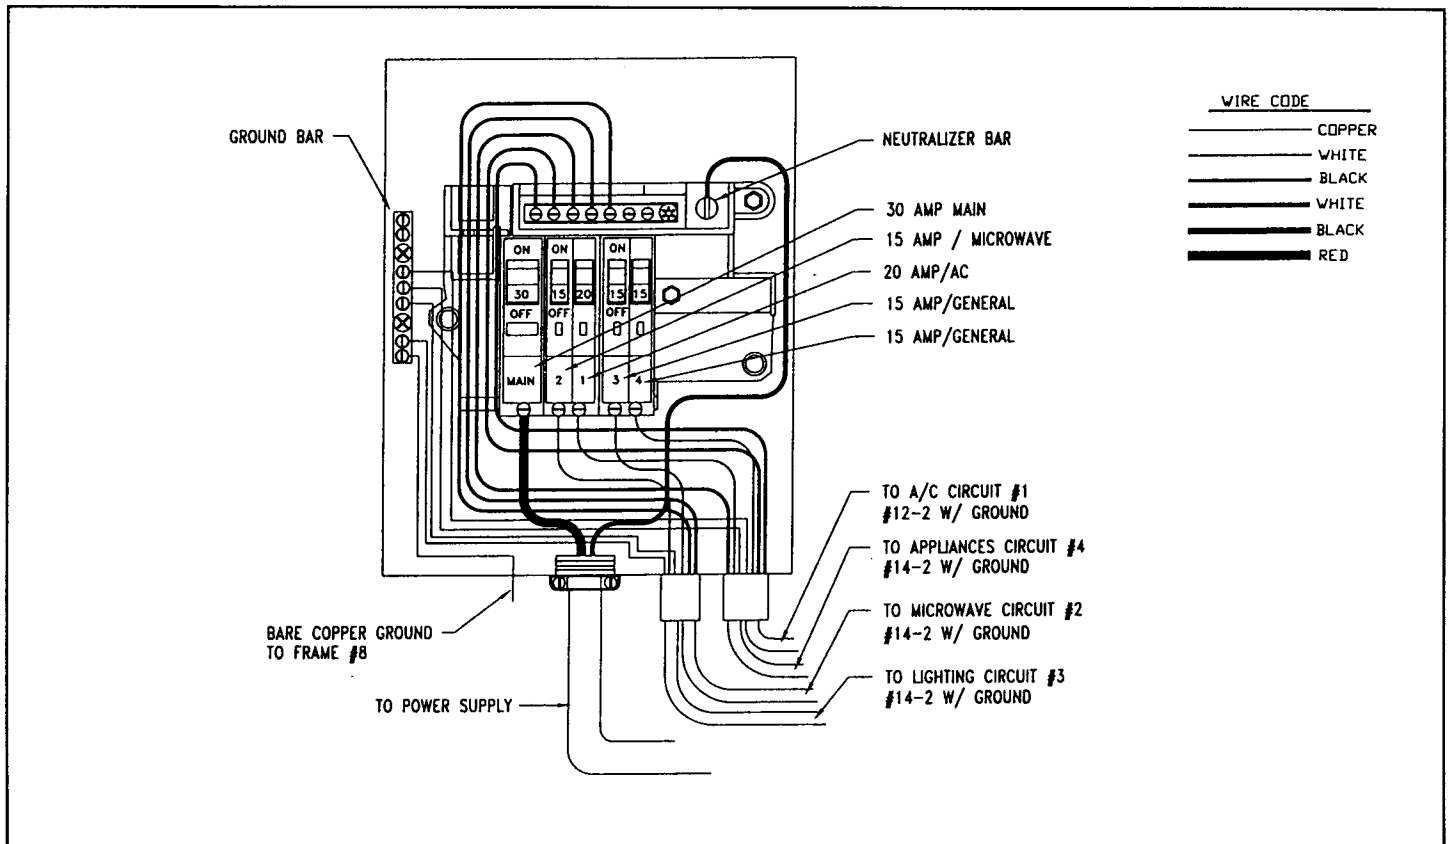 WIRE CODE
COPPER
WHITE
BLACK
WHITE
BLACK
RED
GROUND BAR
NEUTRALIZER BAR
30 AMP MAIN
15 AMP / MICROWAVE
20 AMP/AC
15 AMP/GENERAL
15 AMP/GENERAL
ON ON ON
30 15 20 15 15
OFF OFF OFF
MAIN 2 1 3 4
TO A/C CIRCUIT #1
#12-2 W/ GROUND
TO APPLIANCES CIRCUIT #4
#14-2 W/ GROUND
TO MICROWAVE CIRCUIT #2
#14-2 W/ GROUND
TO LIGHTING CIRCUIT #3
#14-2 W/ GROUND
BARE COPPER GROUND
TO FRAME #8
TO POWER SUPPLY